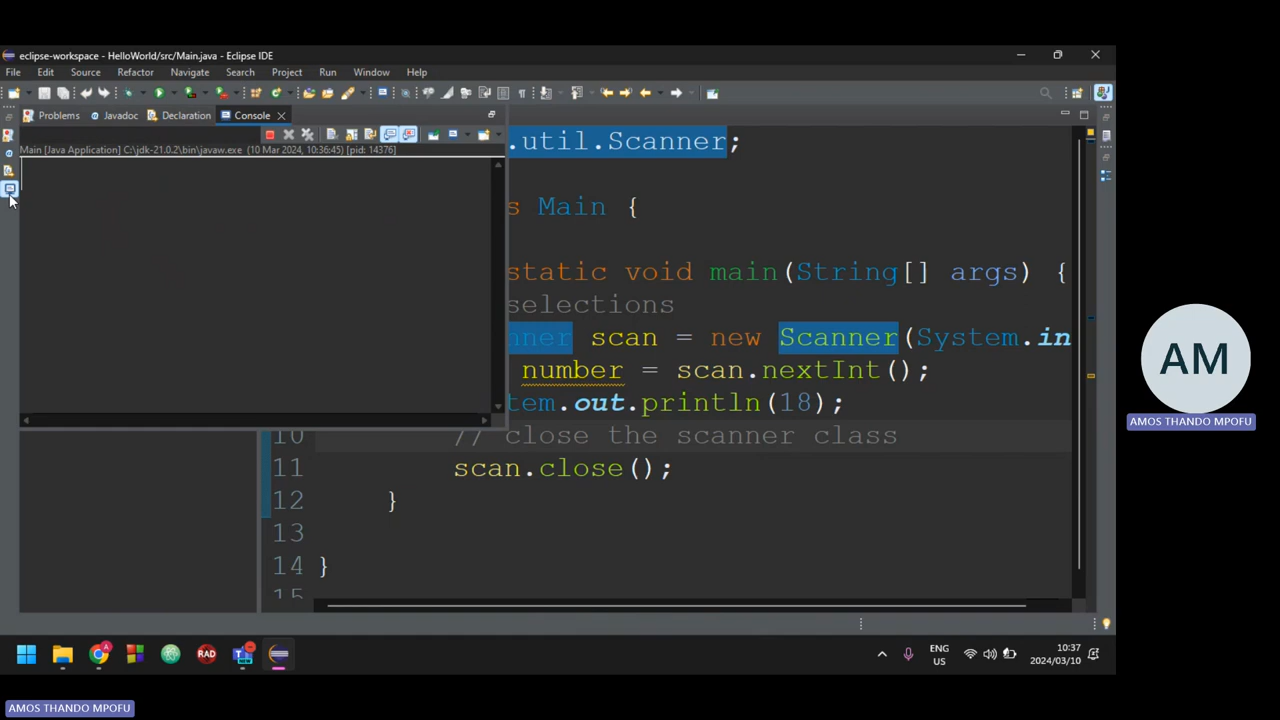 eclipse-workspace - HelloWorld/src/Main.java - Eclipse IDE
File Edit Source Refactor Navigate Search Project Run Window Help
Problems Javadoc Declaration Console
Main [Java Application] C:\jdk-21.0.2\bin\javaw.exe (10 Mar 2024, 10:36:45) [pid: 14376]
.util.Scanner;
s Main {
static void main(String[] args) {
selections
nner scan = new Scanner(System.in
number = scan.nextInt();
tem.out.println(18);
10 // close the scanner class
11 scan.close();
12 }
13
14 }
15
AM
AMOS THANDO MPOFU
RAD
ENG
US
10:37
2024/03/10
AMOS THANDO MPOFU